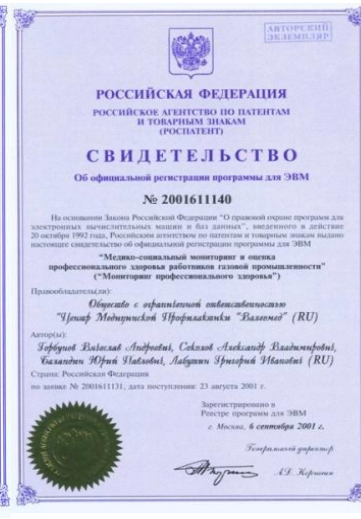 АВТОРСКИЙ
ЭКЗЕМПЛЯР
РОССИЙСКАЯ ФЕДЕРАЦИЯ
РОССИЙСКОЕ АГЕНТСТВО ПО ПАТЕНТАМ
И ТОВАРНЫМ ЗНАКАМ
(РОСПАТЕНТ)
СВИДЕТЕЛЬСТВО
Об официальной регистрации программы для ЭВМ
№ 2001611140
На основании Закона Российской Федерации "О правовой охране программ для
электронных вычислительных машин и баз данных", введенного в действие
20 октября 1992 года, Российским агентством по патентам и товарным знакам выдано
настоящее свидетельство об официальной регистрации программы для ЭВМ
"Медико-социальный мониторинг и оценка
профессионального здоровья работников газовой промышленности"
("Мониторинг профессионального здоровья")
Правообладатель(ли):
Общество с ограниченной ответственностью
"Центр Медицинской Профилактики "Валеомед" (RU)
Автор(ы):
Горбунов Вячеслав Андреевич, Соколов Александр Владимирович,
Юрий Павлович, Лабутин Григорий Иванович (RU)
Страна: Российская Федерация
по заявке № 2001611131, дата поступления: 23 августа 2001 г.
Зарегистрировано в
Реестре программ для ЭВМ
г. Москва, 6 сентября 2001 г.
Генеральный директор
А.Д. Корчагин